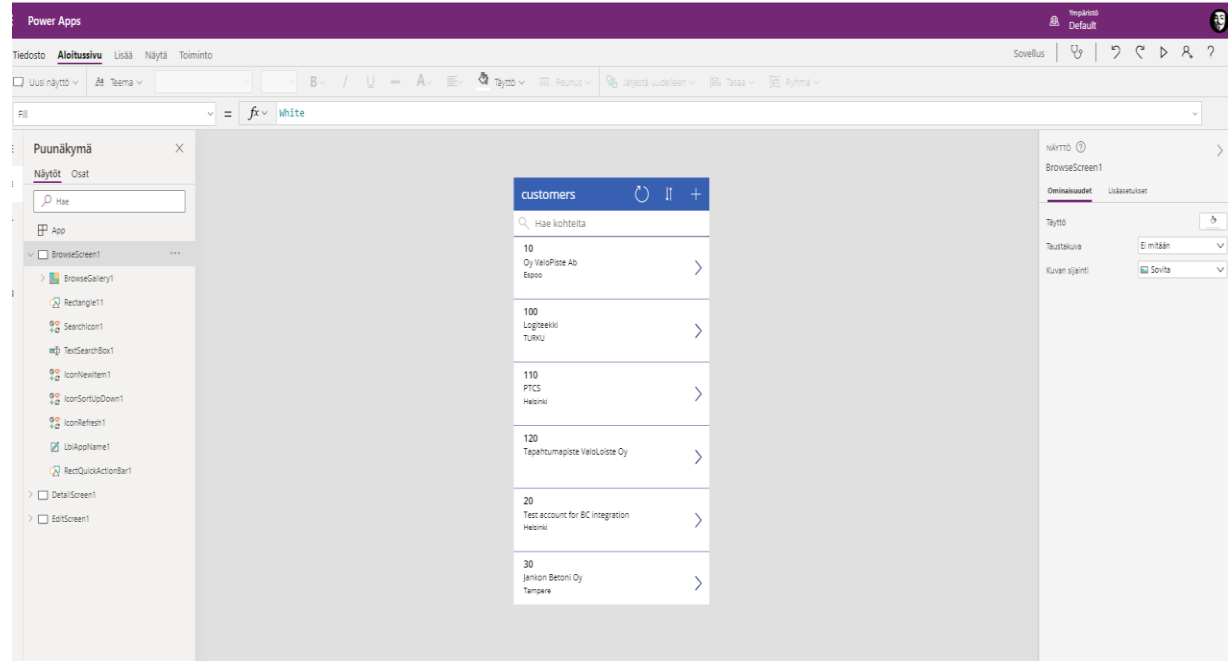 Power Apps
Ympäristö
Default
Tiedosto Aloitussivu Lisää Näytä Toiminto
Sovellus
Uusi näyttö Teema B / U A Täyttö Reunus Järjestä uudelleen Tasaa Ryhmä
Fill = fx White
Puunäkymä
Näytöt Osat
Hae
App
BrowseScreen1
BrowseGallery1
Rectangle11
SearchIcon1
TextSearchBox1
IconNewItem1
IconSortUpDown1
IconRefresh1
LblAppName1
RectQuickActionBar1
DetailScreen1
EditScreen1
customers
Hae kohteita
10
Oy ValoPiste Ab
Espoo
100
Logiteekki
TURKU
110
PTCS
Helsinki
120
Tapahtumapiste ValoLoiste Oy
20
Test account for BC integration
Helsinki
30
Jankon Betoni Oy
Tampere
NÄYTTÖ
BrowseScreen1
Ominaisuudet Lisäasetukset
Täyttö
Taustakuva Ei mitään
Kuvan sijainti Sovita